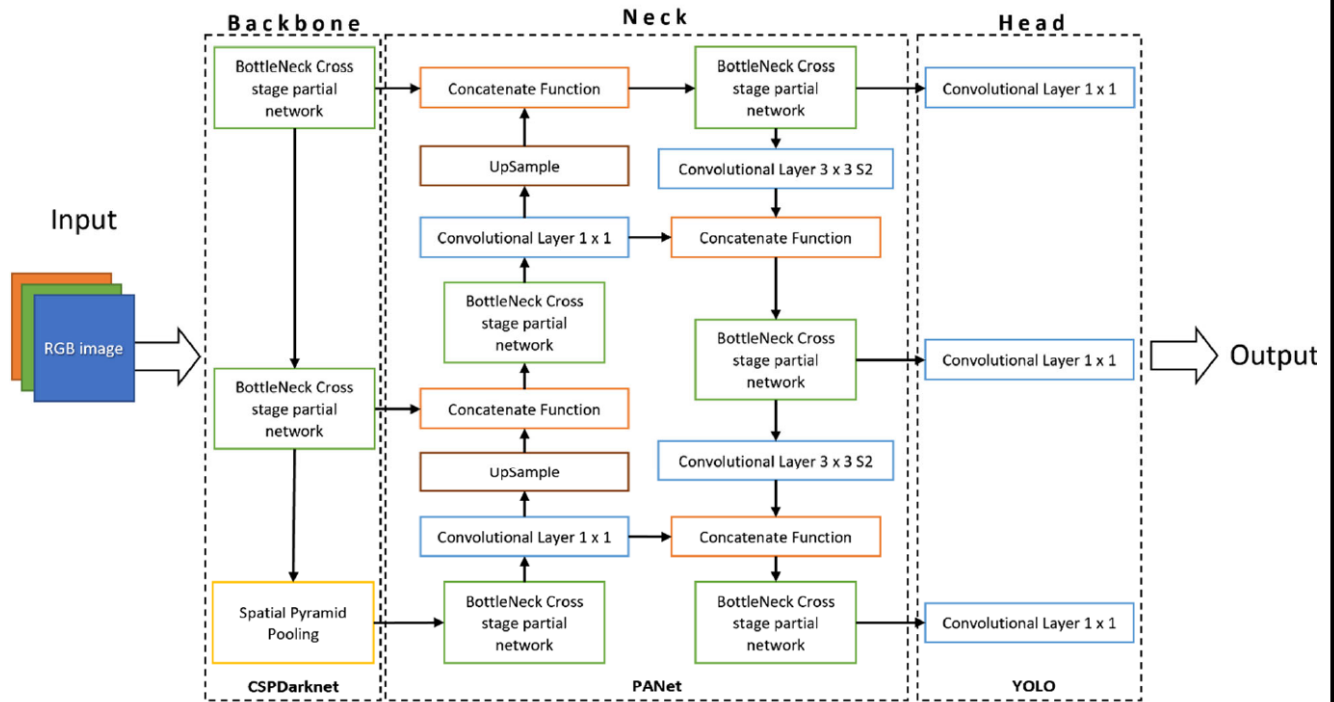 Backbone
Neck
Head
BottleNeck Cross
stage partial
network
Concatenate Function
BottleNeck Cross
stage partial
network
Convolutional Layer 1 x 1
UpSample
Convolutional Layer 3 x 3 S2
Input
Convolutional Layer 1 x 1
Concatenate Function
RGB image
BottleNeck Cross
stage partial
network
BottleNeck Cross
stage partial
network
Convolutional Layer 1 x 1
Output
BottleNeck Cross
stage partial
network
Concatenate Function
UpSample
Convolutional Layer 3 x 3 S2
Convolutional Layer 1 x 1
Concatenate Function
Spatial Pyramid
Pooling
BottleNeck Cross
stage partial
network
BottleNeck Cross
stage partial
network
Convolutional Layer 1 x 1
CSPDarknet
PANet
YOLO